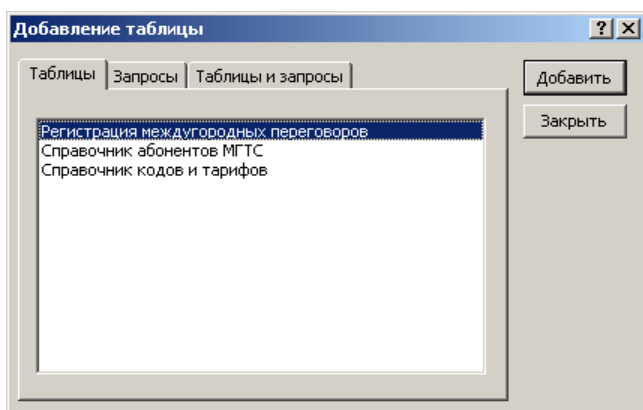 Добавление таблицы
Таблицы Запросы Таблицы и запросы
Добавить
Закрыть
Регистрация междугородных переговоров
Справочник абонентов МГТС
Справочник кодов и тарифов